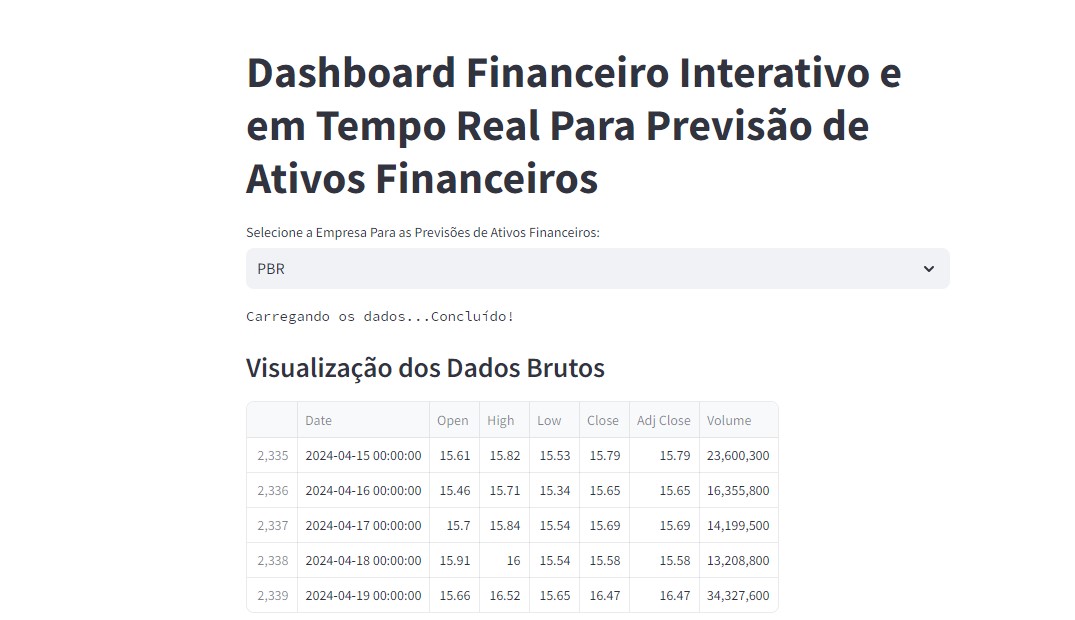 Dashboard Financeiro Interativo e
em Tempo Real Para Previsão de
Ativos Financeiros
Selecione a Empresa Para as Previsões de Ativos Financeiros:
PBR
Carregando os dados...Concluído!
Visualização dos Dados Brutos
Date Open High Low Close Adj Close Volume
2,335 2024-04-15 00:00:00 15.61 15.82 15.53 15.79 15.79 23,600,300
2,336 2024-04-16 00:00:00 15.46 15.71 15.34 15.65 15.65 16,355,800
2,337 2024-04-17 00:00:00 15.7 15.84 15.54 15.69 15.69 14,199,500
2,338 2024-04-18 00:00:00 15.91 16 15.54 15.58 15.58 13,208,800
2,339 2024-04-19 00:00:00 15.66 16.52 15.65 16.47 16.47 34,327,600